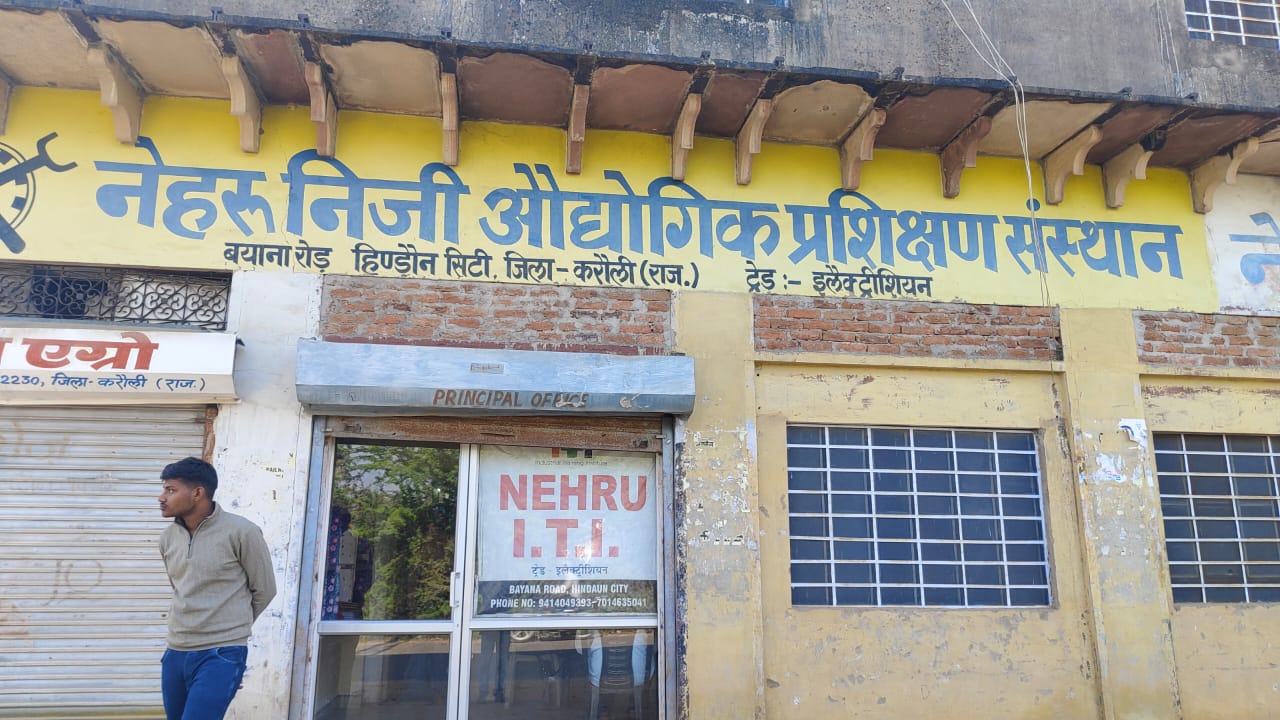 नेहरू निजी औद्योगिक प्रशिक्षण संस्थान
बयाना रोड़ हिण्डौन सिटी, जिला-करौली (राज.) ट्रेड :- इलैक्ट्रीशियन
एग्रो
2230, जिला-करौली (राज.)
PRINCIPAL OFFICE
NEHRU
I.T.I.
ट्रेड - इलैक्ट्रीशियन
BAYANA ROAD, HINDAUN CITY
PHONE NO: 9414049393,-7014635041